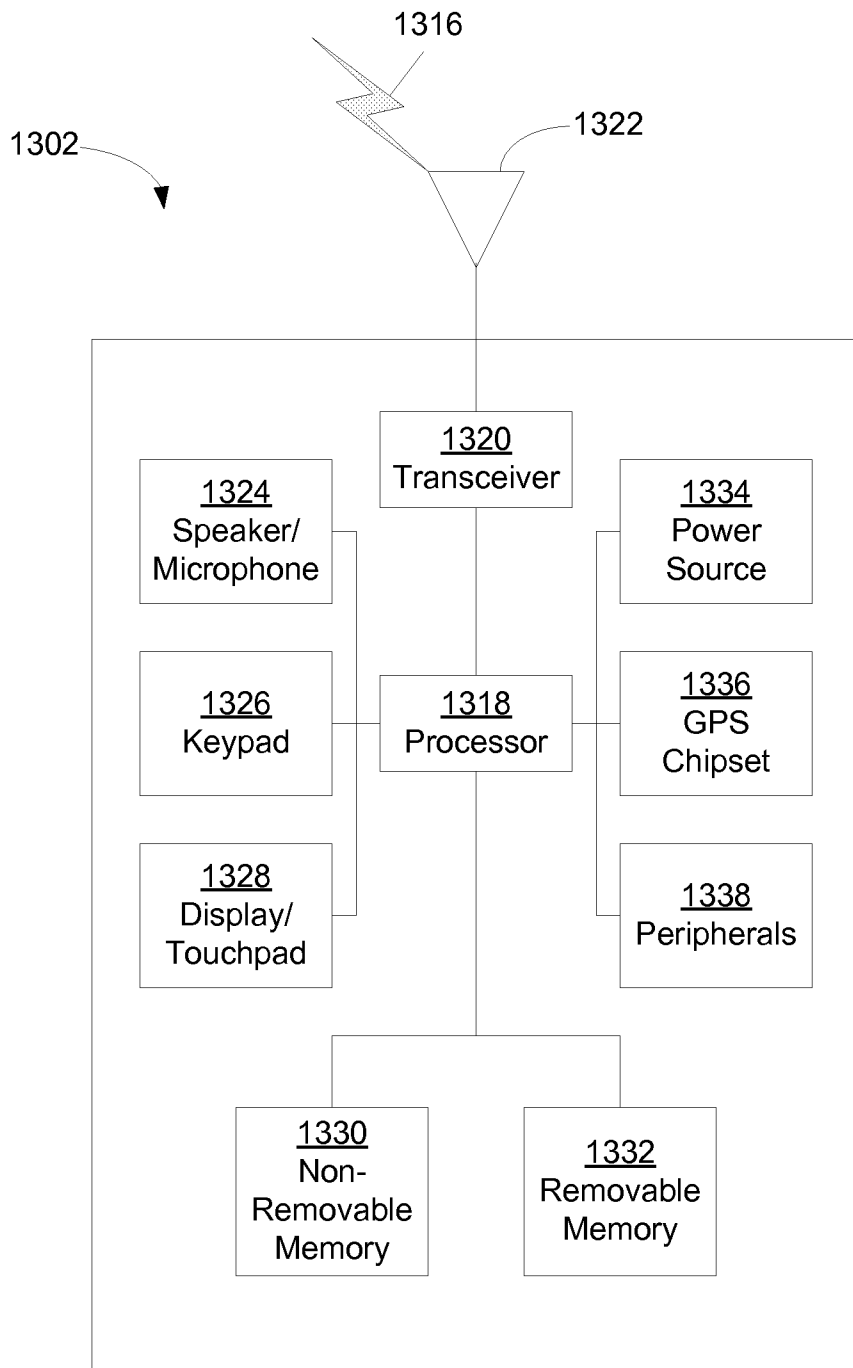 1316
1322
1302
1320
Transceiver
1324
Speaker/
Microphone
1334
Power
Source
1326
Keypad
1318
Processor
1336
GPS
Chipset
1328
Display/
Touchpad
1338
Peripherals
1330
Non-
Removable
Memory
1332
Removable
Memory